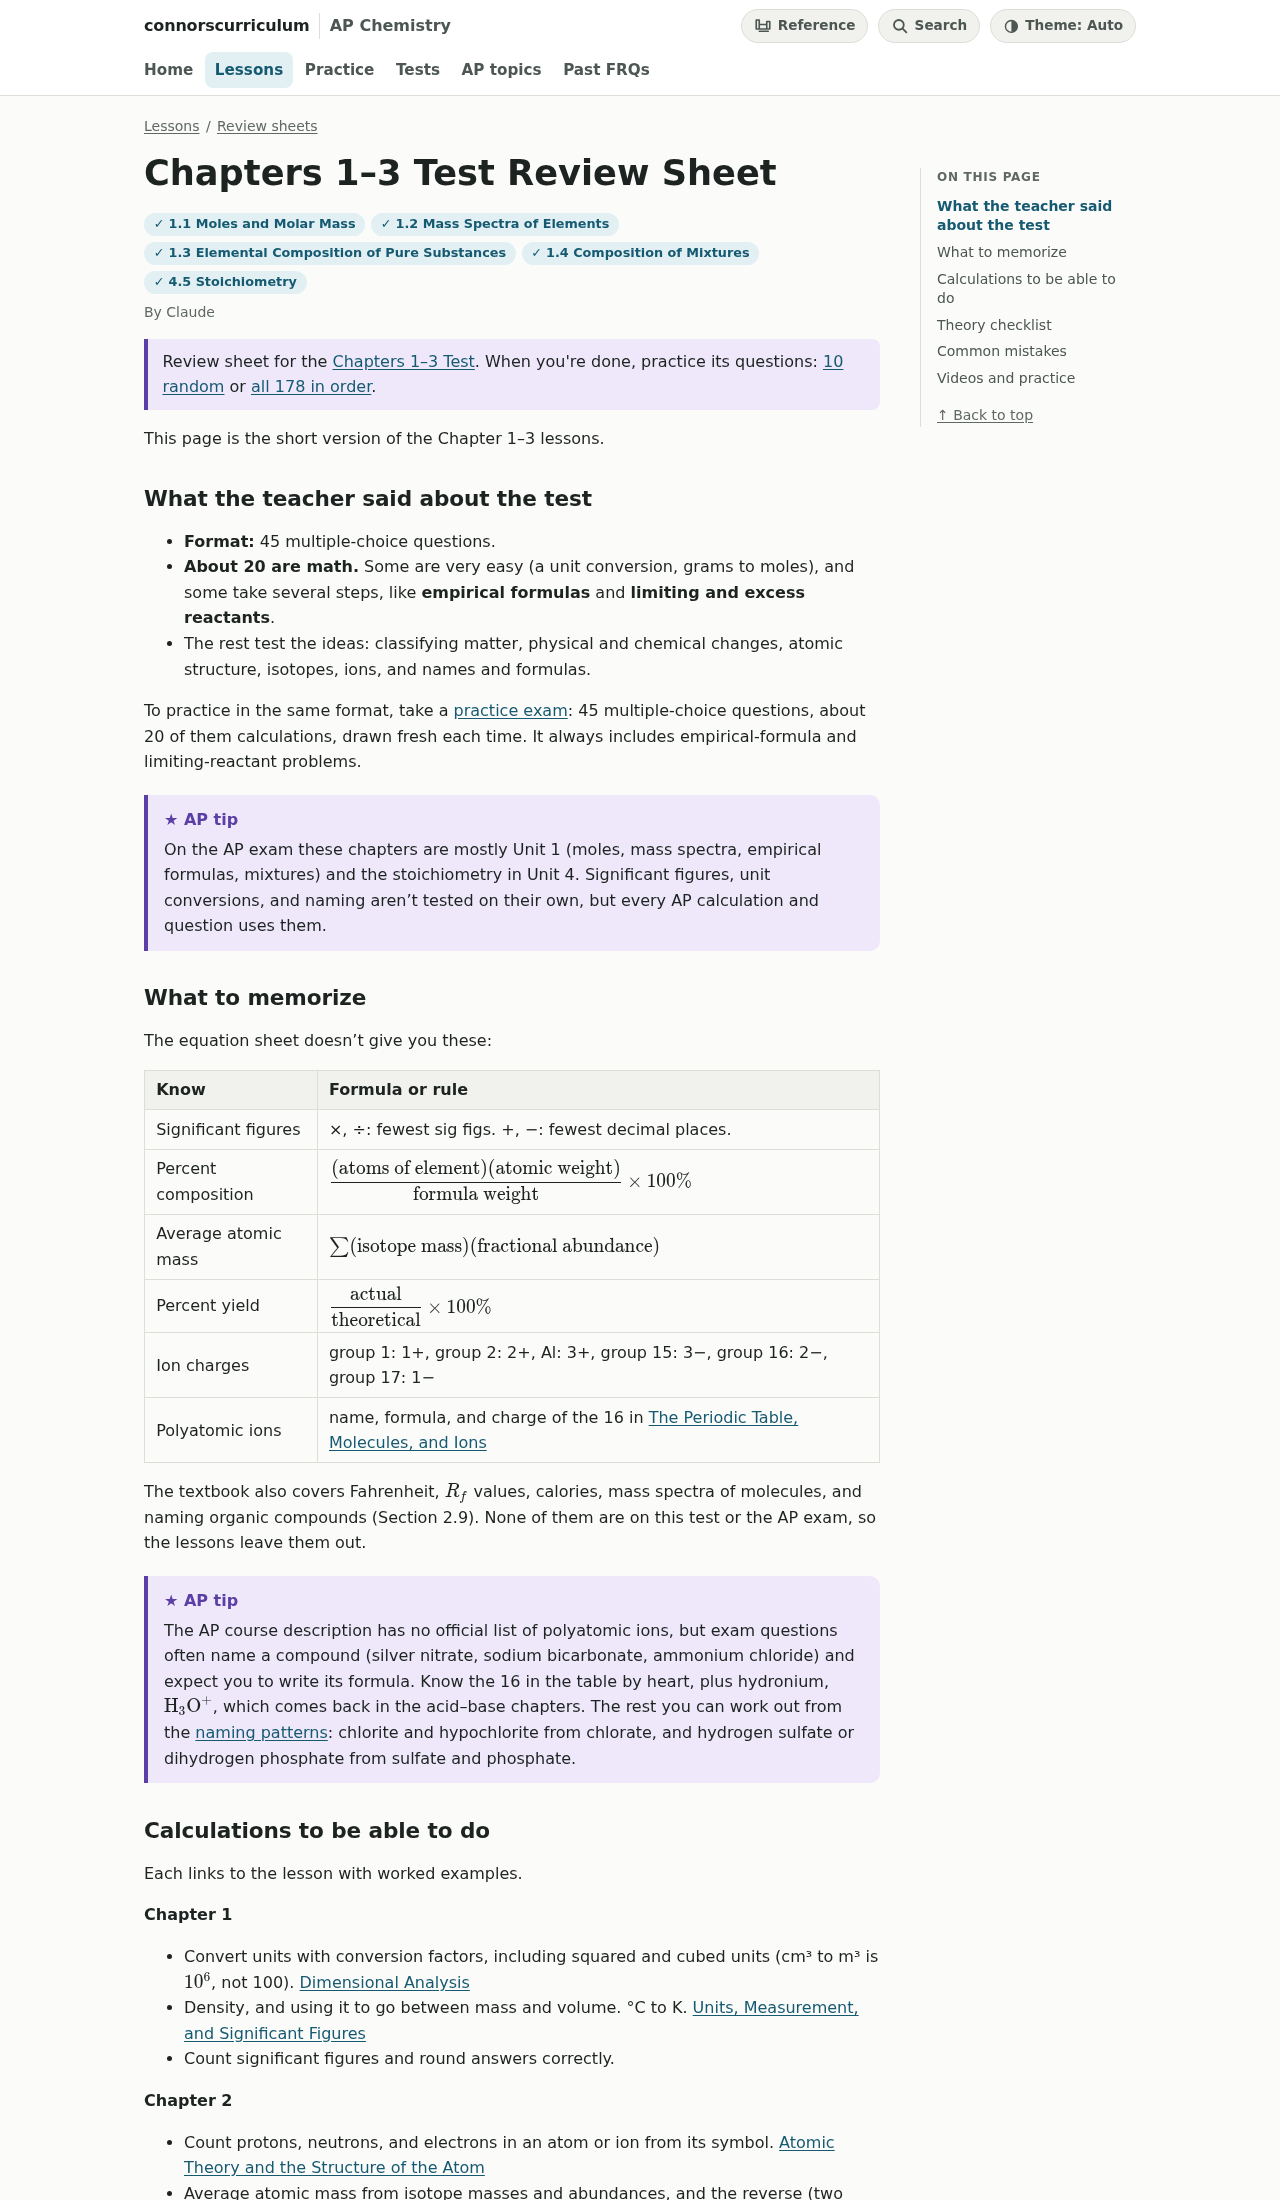 connorscurriculum AP Chemistry Reference Search Theme: Auto
Home Lessons Practice Tests AP topics Past FRQs
Lessons / Review sheets
Chapters 1–3 Test Review Sheet
✓ 1.1 Moles and Molar Mass ✓ 1.2 Mass Spectra of Elements
✓ 1.3 Elemental Composition of Pure Substances ✓ 1.4 Composition of Mixtures
✓ 4.5 Stoichiometry
By Claude
Review sheet for the Chapters 1–3 Test. When you're done, practice its questions: 10
random or all 178 in order.
This page is the short version of the Chapter 1–3 lessons.
What the teacher said about the test
• Format: 45 multiple-choice questions.
• About 20 are math. Some are very easy (a unit conversion, grams to moles), and
some take several steps, like empirical formulas and limiting and excess
reactants.
• The rest test the ideas: classifying matter, physical and chemical changes, atomic
structure, isotopes, ions, and names and formulas.
To practice in the same format, take a practice exam: 45 multiple-choice questions, about
20 of them calculations, drawn fresh each time. It always includes empirical-formula and
limiting-reactant problems.
★ AP tip
On the AP exam these chapters are mostly Unit 1 (moles, mass spectra, empirical
formulas, mixtures) and the stoichiometry in Unit 4. Significant figures, unit
conversions, and naming aren’t tested on their own, but every AP calculation and
question uses them.
What to memorize
The equation sheet doesn’t give you these:
Know Formula or rule
Significant figures ×, ÷: fewest sig figs. +, −: fewest decimal places.
Percent
composition
(atoms of element)(atomic weight)
formula weight
× 100%
Average atomic
mass
∑(isotope mass)(fractional abundance)
Percent yield
actual
theoretical
× 100%
Ion charges
group 1: 1+, group 2: 2+, Al: 3+, group 15: 3−, group 16: 2−,
group 17: 1−
Polyatomic ions
name, formula, and charge of the 16 in The Periodic Table,
Molecules, and Ions
The textbook also covers Fahrenheit, R_f values, calories, mass spectra of molecules, and
naming organic compounds (Section 2.9). None of them are on this test or the AP exam, so
the lessons leave them out.
★ AP tip
The AP course description has no official list of polyatomic ions, but exam questions
often name a compound (silver nitrate, sodium bicarbonate, ammonium chloride) and
expect you to write its formula. Know the 16 in the table by heart, plus hydronium,
H₃O⁺, which comes back in the acid–base chapters. The rest you can work out from
the naming patterns: chlorite and hypochlorite from chlorate, and hydrogen sulfate or
dihydrogen phosphate from sulfate and phosphate.
Calculations to be able to do
Each links to the lesson with worked examples.
Chapter 1
• Convert units with conversion factors, including squared and cubed units (cm³ to m³ is
10⁶, not 100). Dimensional Analysis
• Density, and using it to go between mass and volume. °C to K. Units, Measurement,
and Significant Figures
• Count significant figures and round answers correctly.
Chapter 2
• Count protons, neutrons, and electrons in an atom or ion from its symbol. Atomic
Theory and the Structure of the Atom
• Average atomic mass from isotope masses and abundances, and the reverse (two
ON THIS PAGE
What the teacher said
about the test
What to memorize
Calculations to be able to
do
Theory checklist
Common mistakes
Videos and practice
↑ Back to top